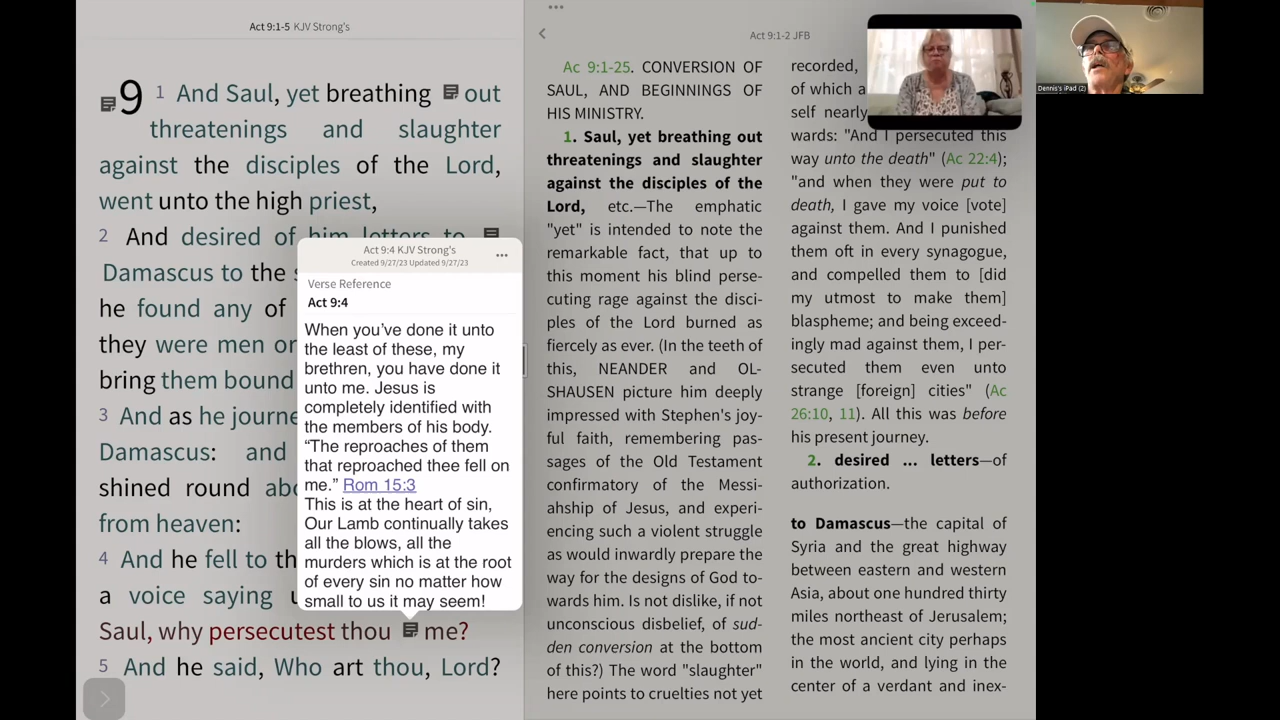 Act 9:1-5 KJV Strong's
9 1 And Saul, yet breathing out
threatenings and slaughter
against the disciples of the Lord,
went unto the high priest,
2 And desired of him letters to
Damascus to the
he found any of
they were men or
bring them bound
3 And as he journe
Damascus: and
shined round abo
from heaven:
4 And he fell to th
a voice saying
Saul, why persecutest thou me?
5 And he said, Who art thou, Lord?
Act 9:4 KJV Strong's
Created 9/27/23 Updated 9/27/23
Verse Reference
Act 9:4
When you’ve done it unto
the least of these, my
brethren, you have done it
unto me. Jesus is
completely identified with
the members of his body.
“The reproaches of them
that reproached thee fell on
me.” Rom 15:3
This is at the heart of sin,
Our Lamb continually takes
all the blows, all the
murders which is at the root
of every sin no matter how
small to us it may seem!
Act 9:1-2 JFB
Ac 9:1-25. CONVERSION OF
SAUL, AND BEGINNINGS OF
HIS MINISTRY.
1. Saul, yet breathing out
threatenings and slaughter
against the disciples of the
Lord, etc.—The emphatic
"yet" is intended to note the
remarkable fact, that up to
this moment his blind perse-
cuting rage against the disci-
ples of the Lord burned as
fiercely as ever. (In the teeth of
this, NEANDER and OL-
SHAUSEN picture him deeply
impressed with Stephen's joy-
ful faith, remembering pas-
sages of the Old Testament
confirmatory of the Messi-
ahship of Jesus, and experi-
encing such a violent struggle
as would inwardly prepare the
way for the designs of God to-
wards him. Is not dislike, if not
unconscious disbelief, of sud-
den conversion at the bottom
of this?) The word "slaughter"
here points to cruelties not yet
recorded,
of which a
self nearly
wards: "And I persecuted this
way unto the death" (Ac 22:4);
"and when they were put to
death, I gave my voice [vote]
against them. And I punished
them oft in every synagogue,
and compelled them to [did
my utmost to make them]
blaspheme; and being exceed-
ingly mad against them, I per-
secuted them even unto
strange [foreign] cities" (Ac
26:10, 11). All this was before
his present journey.
2. desired ... letters—of
authorization.
to Damascus—the capital of
Syria and the great highway
between eastern and western
Asia, about one hundred thirty
miles northeast of Jerusalem;
the most ancient city perhaps
in the world, and lying in the
center of a verdant and inex-
Dennis's iPad (2)